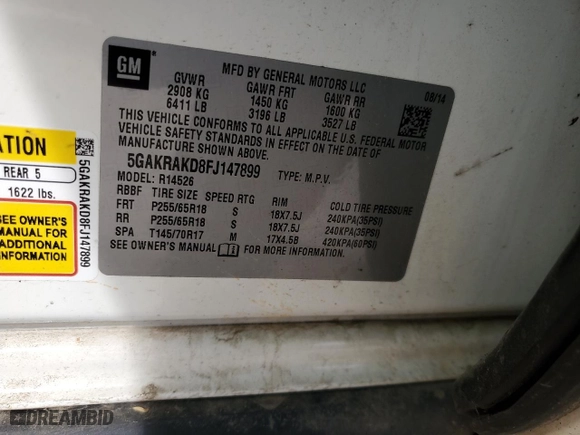 GM
MFD BY GENERAL MOTORS LLC
08/14
GVWR GAWR FRT GAWR RR
2908 KG 1450 KG 1600 KG
6411 LB 3196 LB 3527 LB
THIS VEHICLE CONFORMS TO ALL APPLICABLE U.S. FEDERAL MOTOR
VEHICLE SAFETY STANDARDS IN EFFECT ON THE DATE OF
MANUFACTURE SHOWN ABOVE.
5GAKRAKD8FJ147899 TYPE: M.P.V.
MODEL: R14526
RBBF TIRE SIZE SPEED RTG RIM COLD TIRE PRESSURE
FRT P255/65R18 S 18X7.5J 240KPA(35PSI)
RR P255/65R18 S 18X7.5J 240KPA(35PSI)
SPA T145/70R17 M 17X4.5B 420KPA(60PSI)
SEE OWNER'S MANUAL FOR MORE INFORMATION.
ATION
REAR 5
1622 lbs.
SEE OWNER'S
MANUAL FOR
ADDITIONAL
INFORMATION
5GAKRAKD8FJ147899
DREAMBID